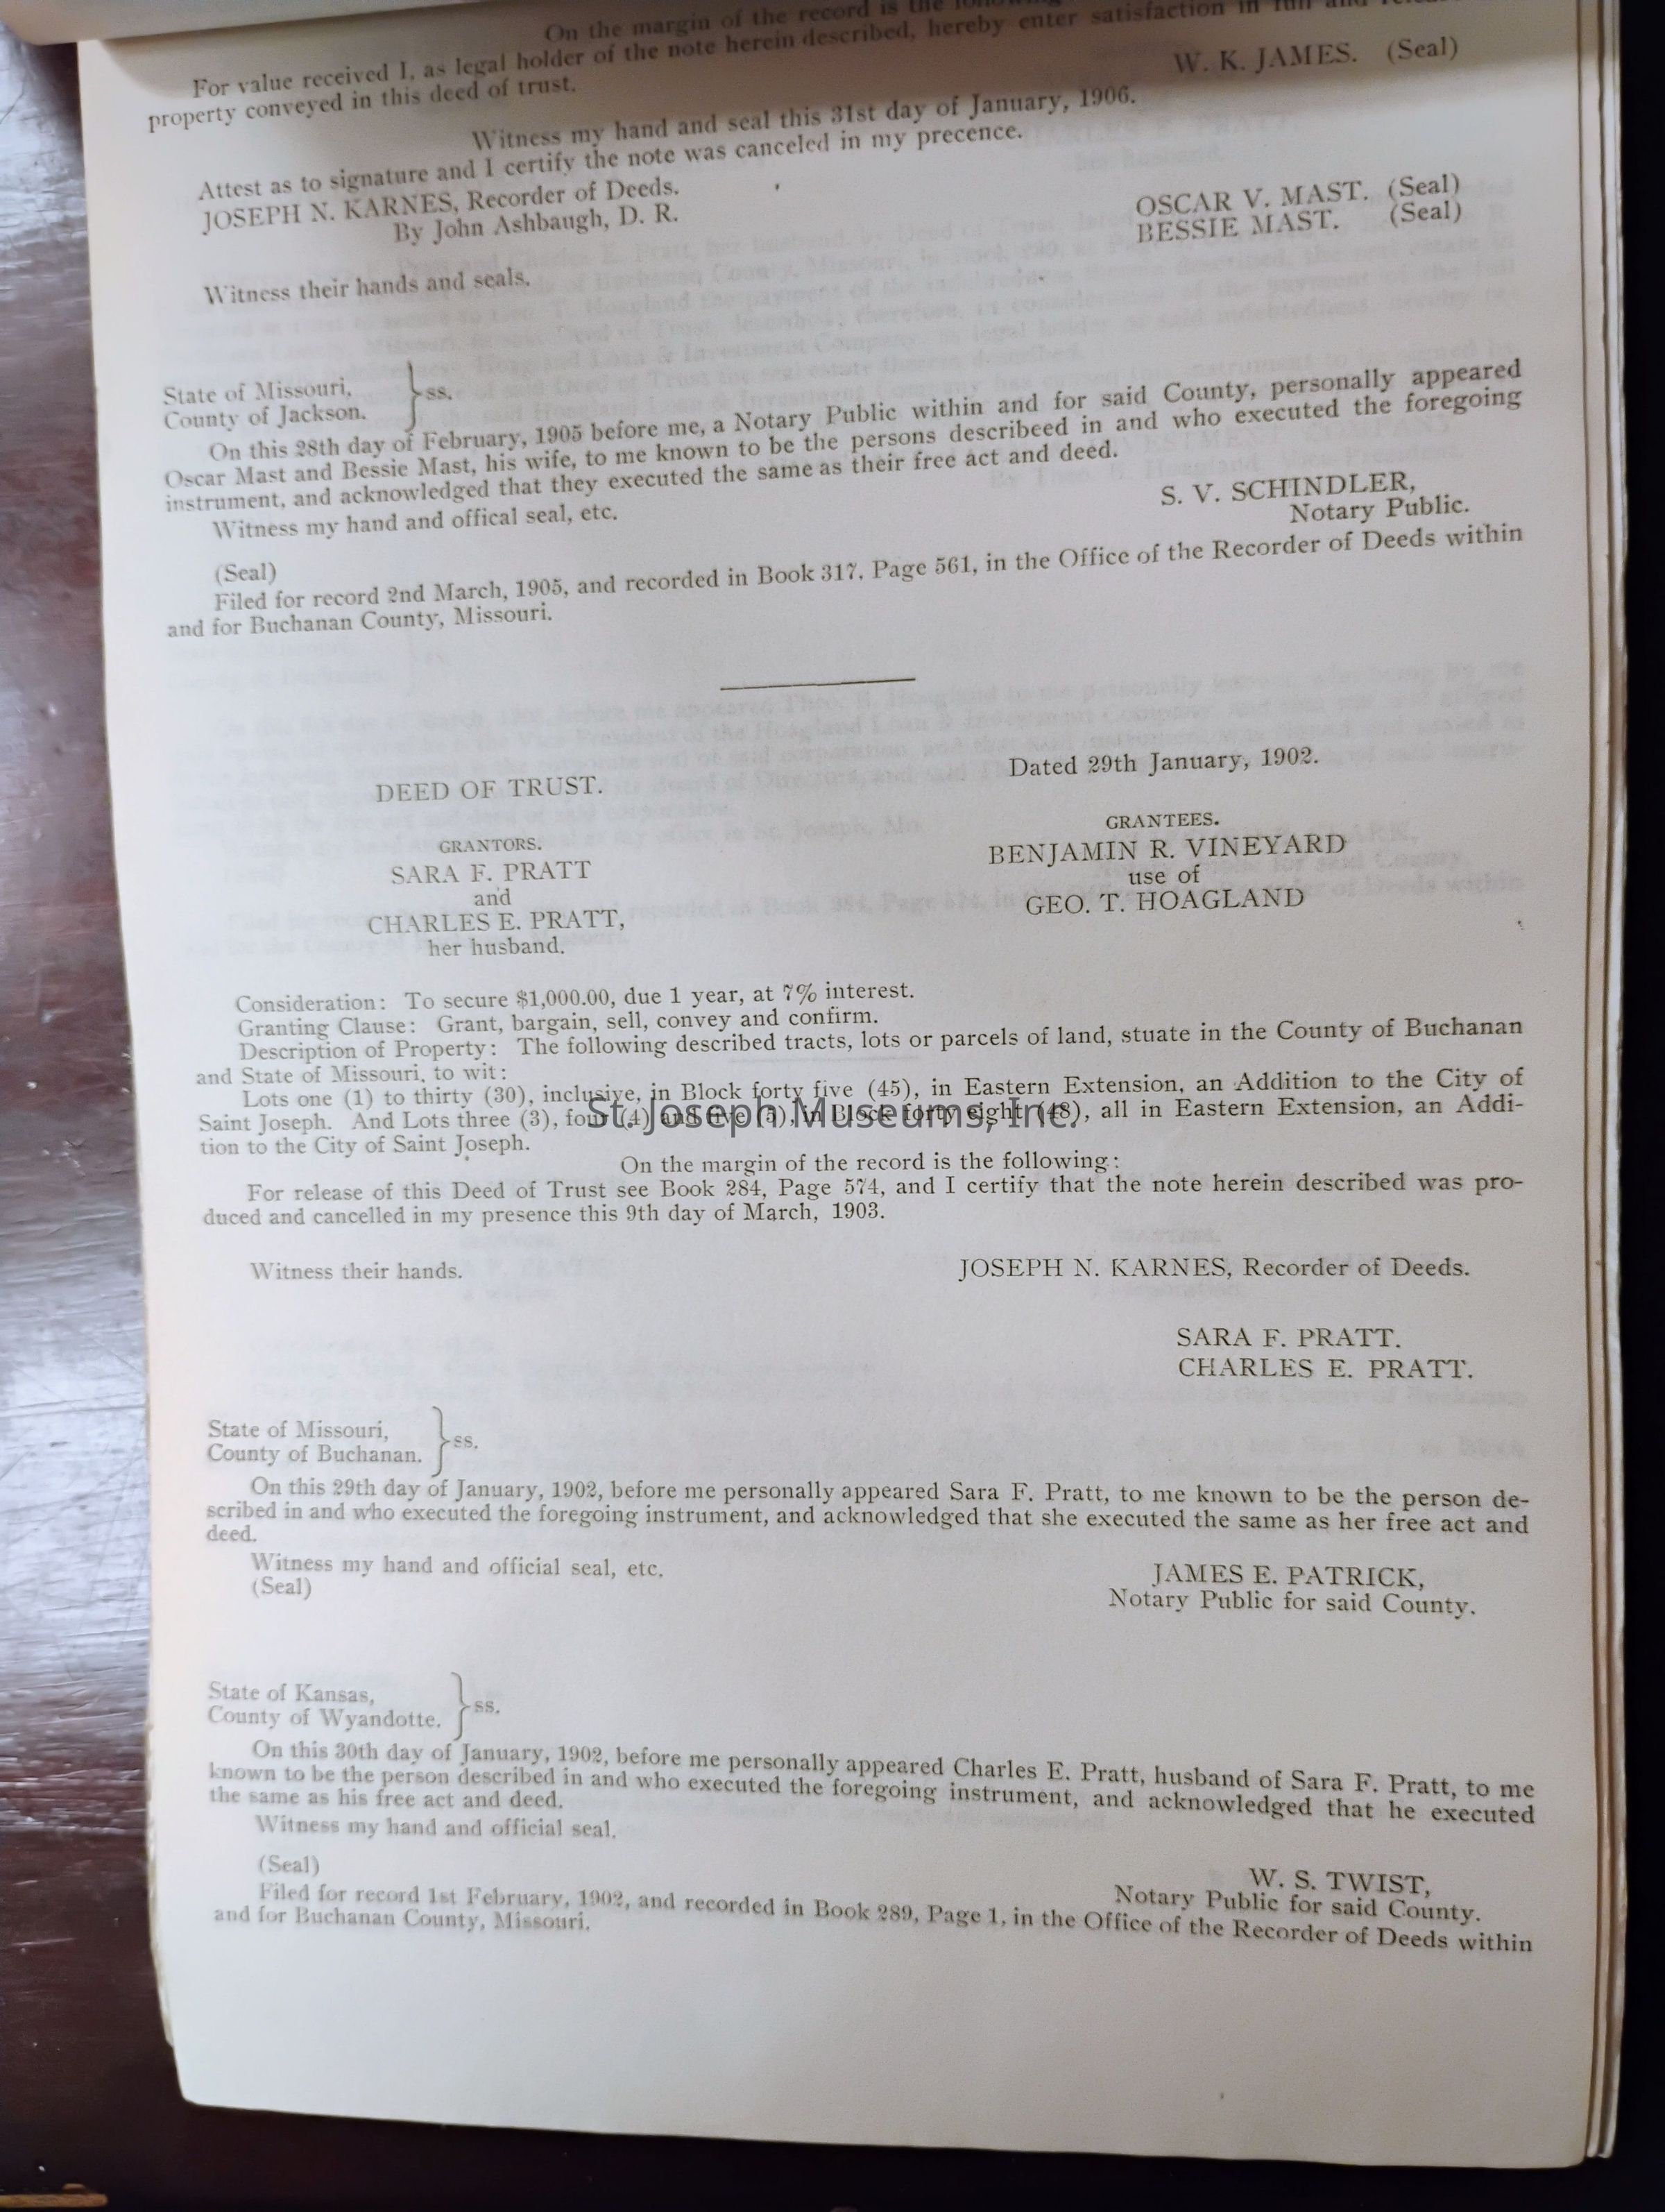 On the margin of the record is the
For value received I, as legal holder of the note herein described, hereby enter satisfaction in full and
property conveyed in this deed of trust.
W. K. JAMES. (Seal)
Witness my hand and seal this 31st day of January, 1906.
Attest as to signature and I certify the note was canceled in my precence.
JOSEPH N. KARNES, Recorder of Deeds.
By John Ashbaugh, D. R.
OSCAR V. MAST. (Seal)
BESSIE MAST. (Seal)
Witness their hands and seals.
State of Missouri,
County of Jackson. } ss.
On this 28th day of February, 1905 before me, a Notary Public within and for said County, personally appeared
Oscar Mast and Bessie Mast, his wife, to me known to be the persons describeed in and who executed the foregoing
instrument, and acknowledged that they executed the same as their free act and deed.
Witness my hand and offical seal, etc.
S. V. SCHINDLER,
Notary Public.
(Seal)
Filed for record 2nd March, 1905, and recorded in Book 317, Page 561, in the Office of the Recorder of Deeds within
and for Buchanan County, Missouri.
DEED OF TRUST.
Dated 29th January, 1902.
GRANTORS.
SARA F. PRATT
and
CHARLES E. PRATT,
her husband.
GRANTEES.
BENJAMIN R. VINEYARD
use of
GEO. T. HOAGLAND
Consideration: To secure $1,000.00, due 1 year, at 7% interest.
Granting Clause: Grant, bargain, sell, convey and confirm.
Description of Property: The following described tracts, lots or parcels of land, stuate in the County of Buchanan
and State of Missouri, to wit:
Lots one (1) to thirty (30), inclusive, in Block forty five (45), in Eastern Extension, an Addition to the City of
Saint Joseph. And Lots three (3), four (4) and five (5), in Block forty eight (48), all in Eastern Extension, an Addi-
tion to the City of Saint Joseph.
St. Joseph Museums, Inc.
On the margin of the record is the following:
For release of this Deed of Trust see Book 284, Page 574, and I certify that the note herein described was pro-
duced and cancelled in my presence this 9th day of March, 1903.
Witness their hands.
JOSEPH N. KARNES, Recorder of Deeds.
SARA F. PRATT.
CHARLES E. PRATT.
State of Missouri,
County of Buchanan. } ss.
On this 29th day of January, 1902, before me personally appeared Sara F. Pratt, to me known to be the person de-
scribed in and who executed the foregoing instrument, and acknowledged that she executed the same as her free act and
deed.
Witness my hand and official seal, etc.
(Seal)
JAMES E. PATRICK,
Notary Public for said County.
State of Kansas,
County of Wyandotte. } ss.
On this 30th day of January, 1902, before me personally appeared Charles E. Pratt, husband of Sara F. Pratt, to me
known to be the person described in and who executed the foregoing instrument, and acknowledged that he executed
the same as his free act and deed.
Witness my hand and official seal.
(Seal)
W. S. TWIST,
Notary Public for said County.
Filed for record 1st February, 1902, and recorded in Book 289, Page 1, in the Office of the Recorder of Deeds within
and for Buchanan County, Missouri.